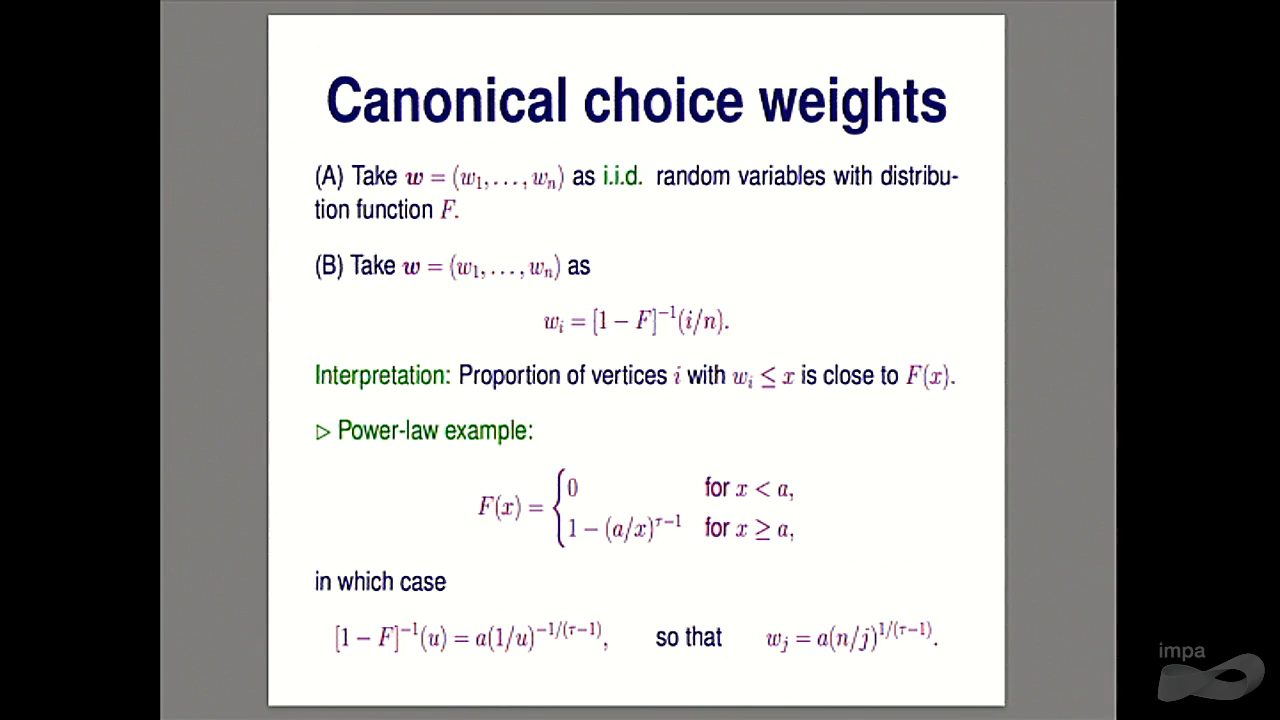 Canonical choice weights
(A) Take w = (w₁, …, wₙ) as i.i.d. random variables with distribu-
tion function F.
(B) Take w = (w₁, …, wₙ) as
wᵢ = [1 − F]⁻¹(i/n).
Interpretation: Proportion of vertices i with wᵢ ≤ x is close to F(x).
▷ Power-law example:
F(x) = { 0 for x < a,
1 − (a/x)^{τ−1} for x ≥ a,
in which case
[1 − F]⁻¹(u) = a(1/u)^{−1/(τ−1)}, so that wⱼ = a(n/j)^{1/(τ−1)}.
impa